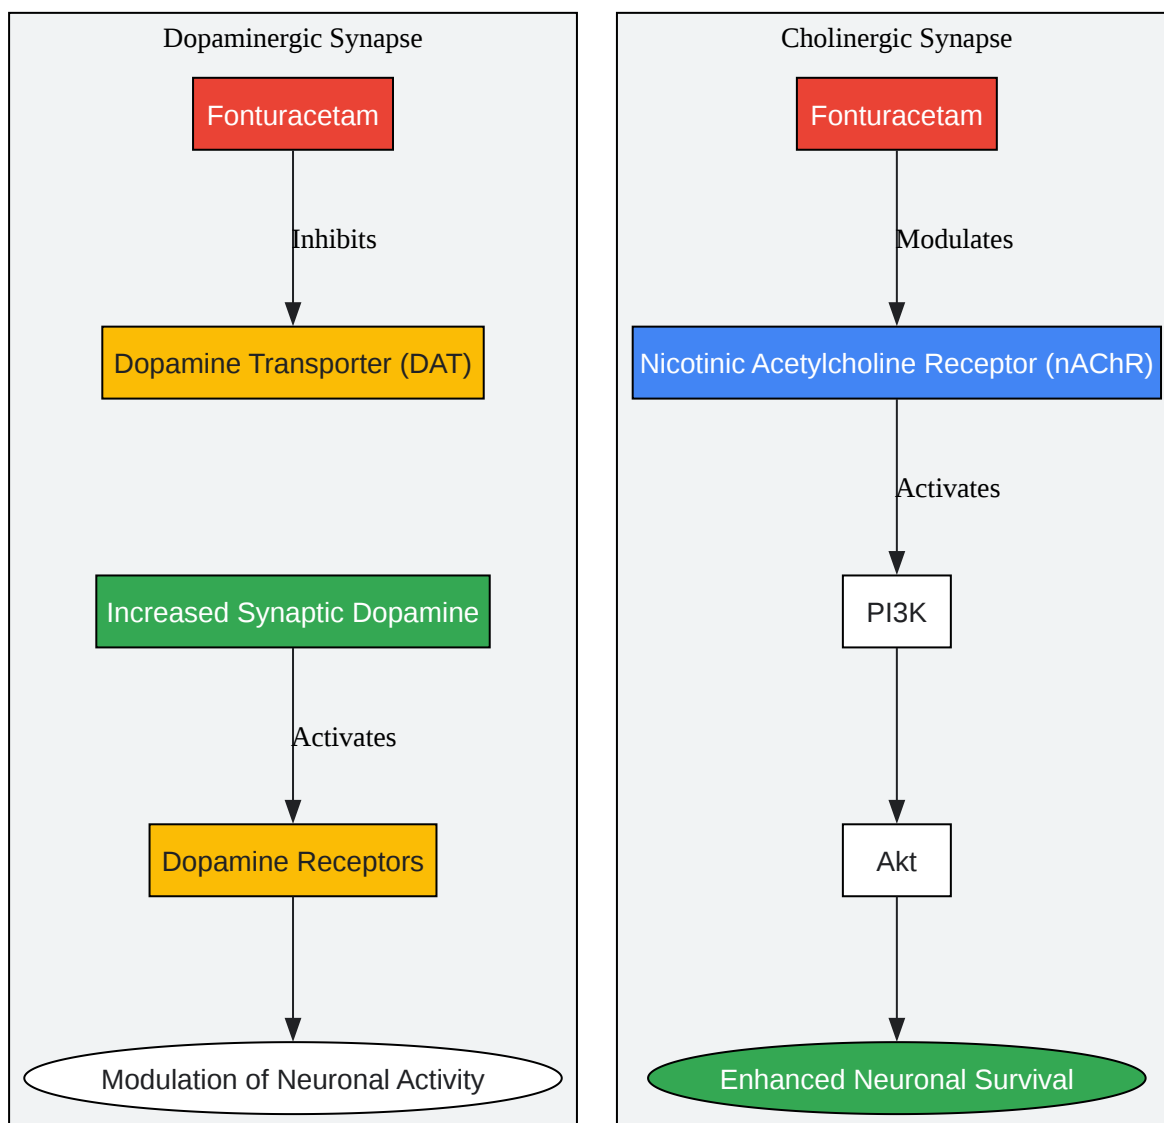 Dopaminergic Synapse
Fonturacetam
Inhibits
Dopamine Transporter (DAT)
Increased Synaptic Dopamine
Activates
Dopamine Receptors
Modulation of Neuronal Activity
Cholinergic Synapse
Fonturacetam
Modulates
Nicotinic Acetylcholine Receptor (nAChR)
Activates
PI3K
Akt
Enhanced Neuronal Survival